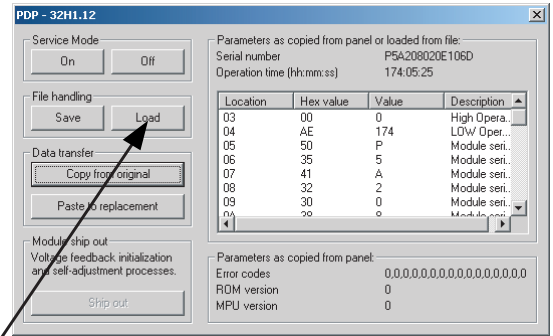 PDP - 32H1.12
Service Mode
On Off
File handling
Save Load
Data transfer
Copy from original
Paste to replacement
Module ship out
Voltage feedback initialization
and self-adjustment processes.
Ship out
Parameters as copied from panel or loaded from file:
Serial number P5A208020E106D
Operation time (hh:mm:ss) 174:05:25
Location Hex value Value Description
03 00 0 High Opera..
04 AE 174 LOW Oper...
05 50 P Module seri..
06 35 5 Module seri..
07 41 A Module seri..
08 32 2 Module seri..
09 30 0 Module seri..
0A 38 8 Module seri..
Parameters as copied from panel:
Error codes 0,0,0,0,0,0,0,0,0,0,0,0,0,0,0,0
ROM version 0
MPU version 0